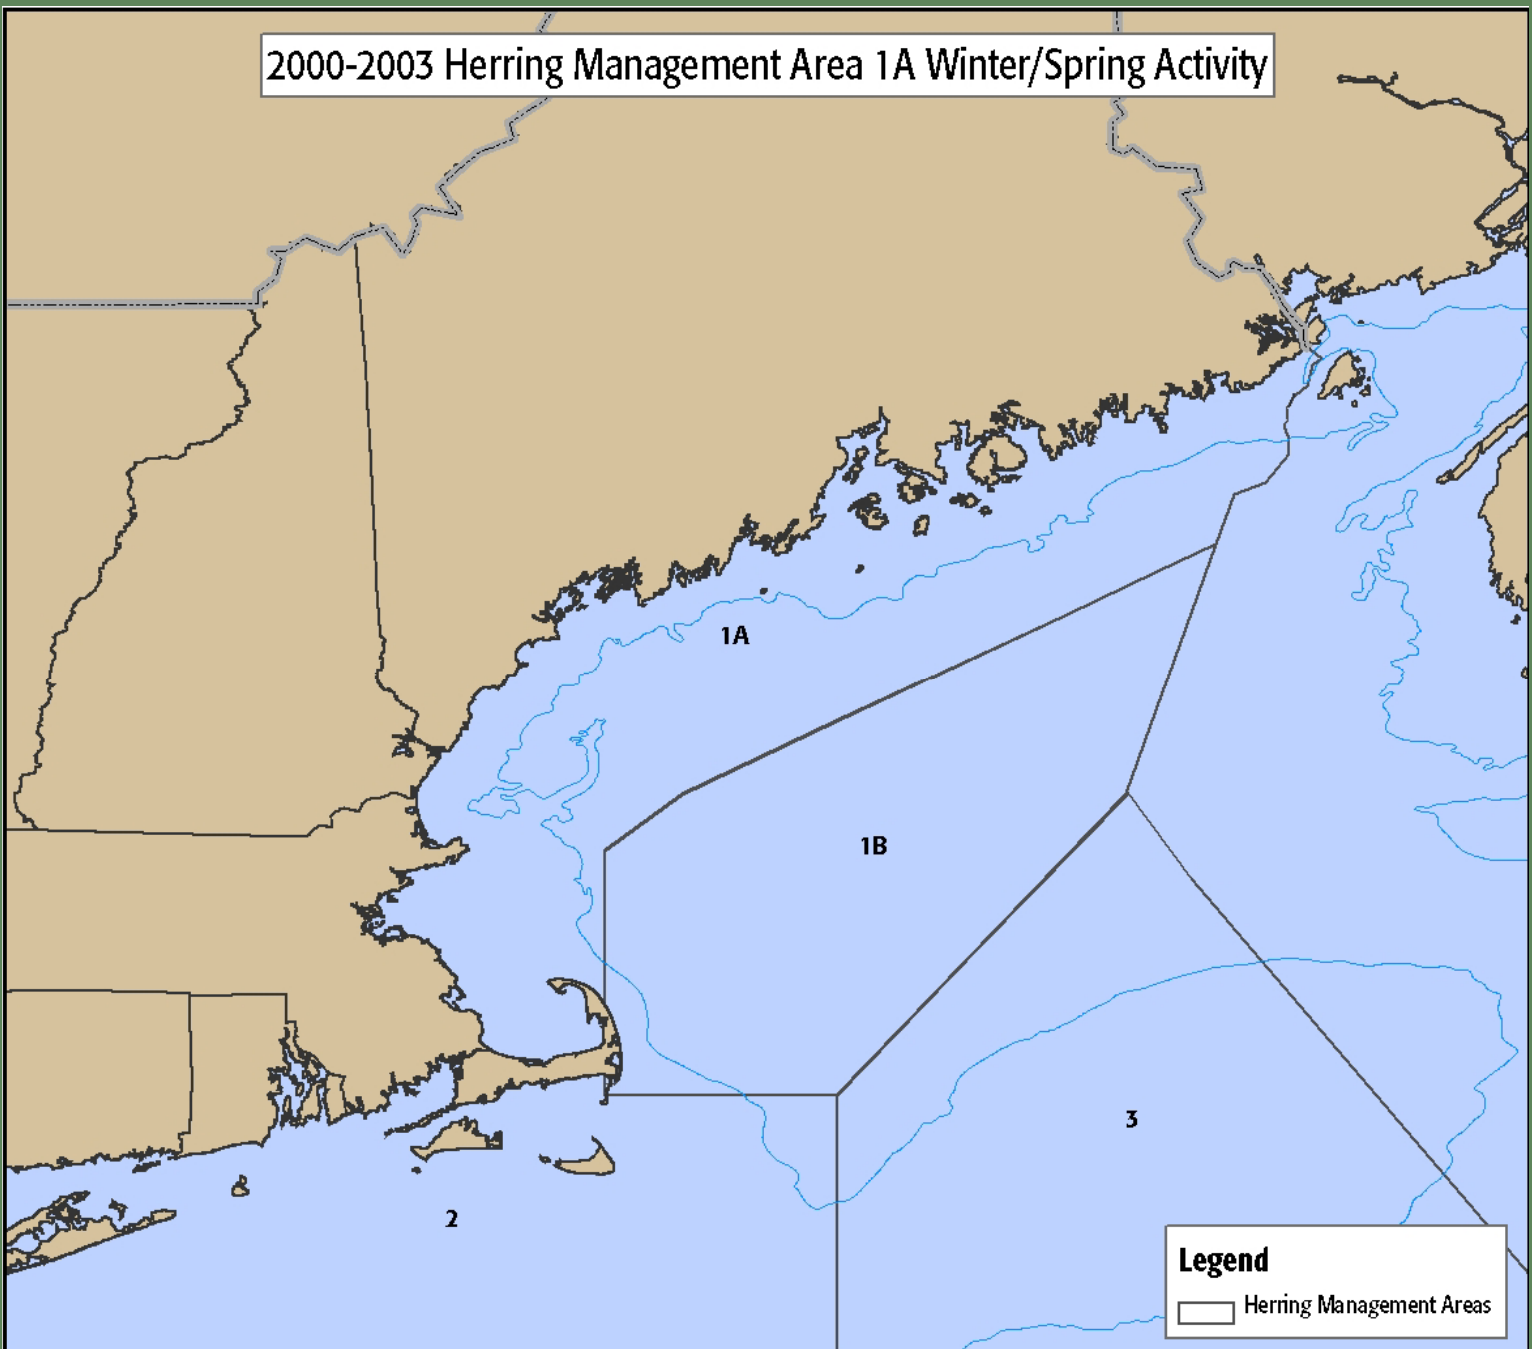 2000-2003 Herring Management Area 1A Winter/Spring Activity
1A
1B
3
2
Legend
Herring Management Areas